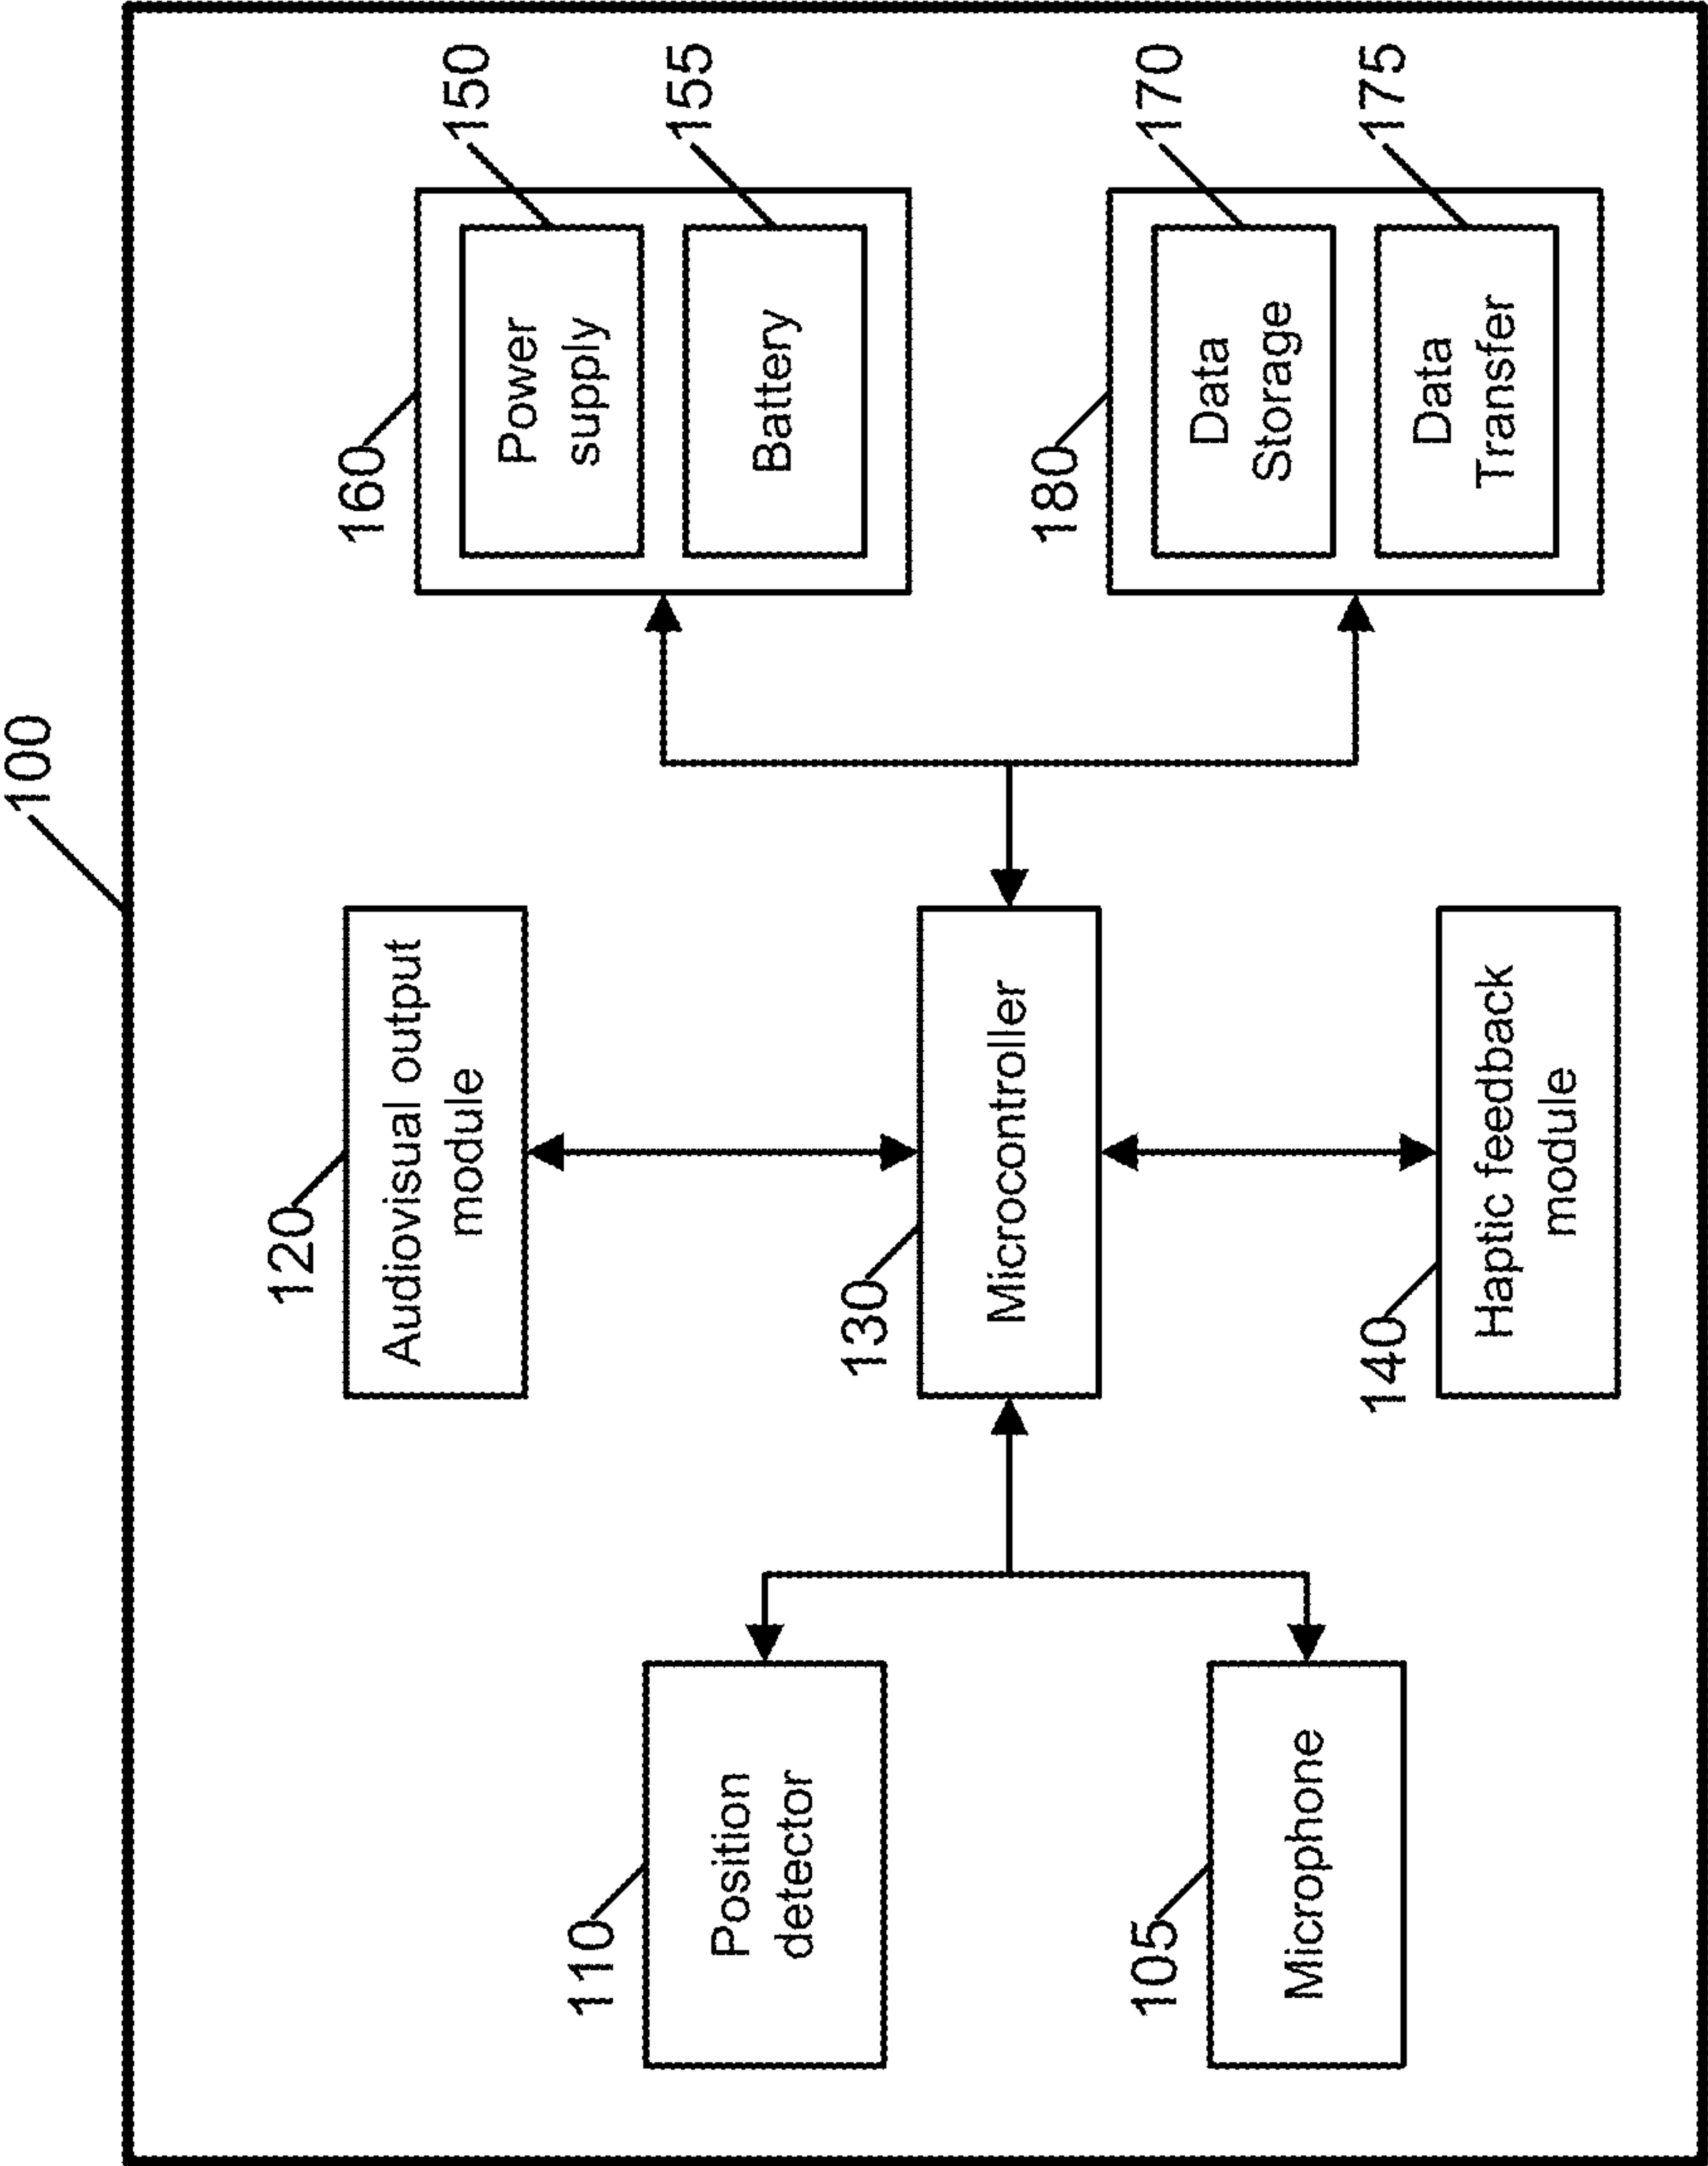 100
120
Audiovisual output
module
160
150
Power
supply
155
Battery
110
Position
detector
130
Microcontroller
180
170
Data
Storage
175
Data
Transfer
105
Microphone
140
Haptic feedback
module